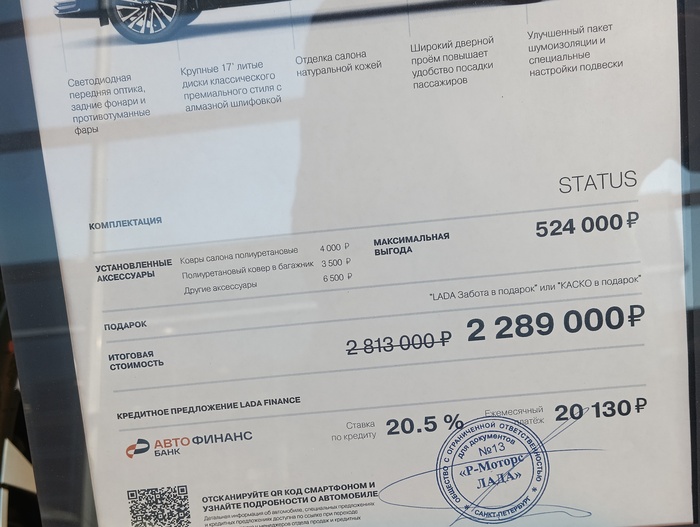 Светодиодная
передняя оптика,
задние фонари и
противотуманные
фары
Крупные 17' литые
диски классического
премиального стиля с
алмазной шлифовкой
Отделка салона
натуральной кожей
Широкий дверной
проём повышает
удобство посадки
пассажиров
Улучшенный пакет
шумоизоляции и
специальные
настройки подвески
КОМПЛЕКТАЦИЯ
STATUS
УСТАНОВЛЕННЫЕ
АКСЕССУАРЫ
Ковры салона полиуретановые 4 000 ₽
Полиуретановый ковер в багажник 3 500 ₽
Другие аксессуары 6 500 ₽
МАКСИМАЛЬНАЯ
ВЫГОДА
524 000 ₽
ПОДАРОК
"LADA Забота в подарок" или "КАСКО в подарок"
ИТОГОВАЯ
СТОИМОСТЬ
2 813 000 ₽ 2 289 000 ₽
КРЕДИТНОЕ ПРЕДЛОЖЕНИЕ LADA FINANCE
АВТОФИНАНС
БАНК
Ставка
по кредиту
20.5 %
Ежемесячный
20 130 ₽
ОБЩЕСТВО С ОГРАНИЧЕННОЙ ОТВЕТСТВЕННОСТЬЮ
для документов
№13
«Р-Моторс
ЛАДА»
САНКТ-ПЕТЕРБУРГ
ОТСКАНИРУЙТЕ QR КОД СМАРТФОНОМ И
УЗНАЙТЕ ПОДРОБНОСТИ О АВТОМОБИЛЕ